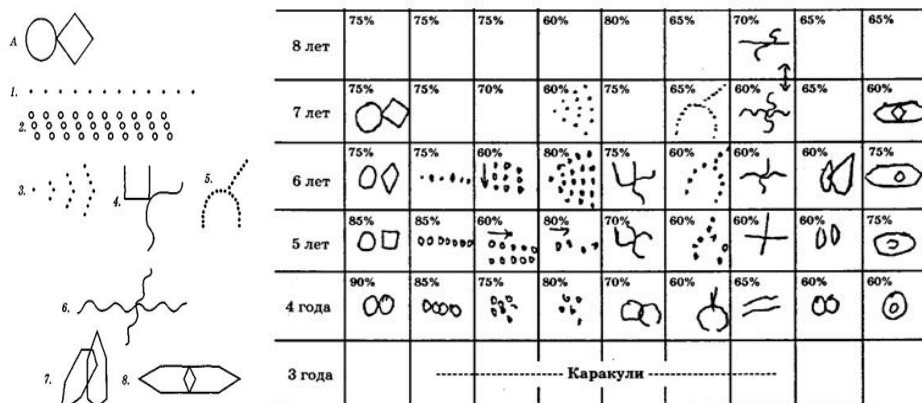 A
1.
2.
3.
4.
5.
6.
7.
8.
8 лет 75% 75% 75% 60% 80% 65% 70% 65% 65%
7 лет 75% 75% 70% 60% 75% 65% 60% 65% 60%
6 лет 75% 75% 60% 80% 75% 60% 60% 60% 75%
5 лет 85% 85% 60% 80% 70% 60% 60% 60% 75%
4 года 90% 85% 75% 80% 70% 60% 65% 60% 60%
3 года Каракули